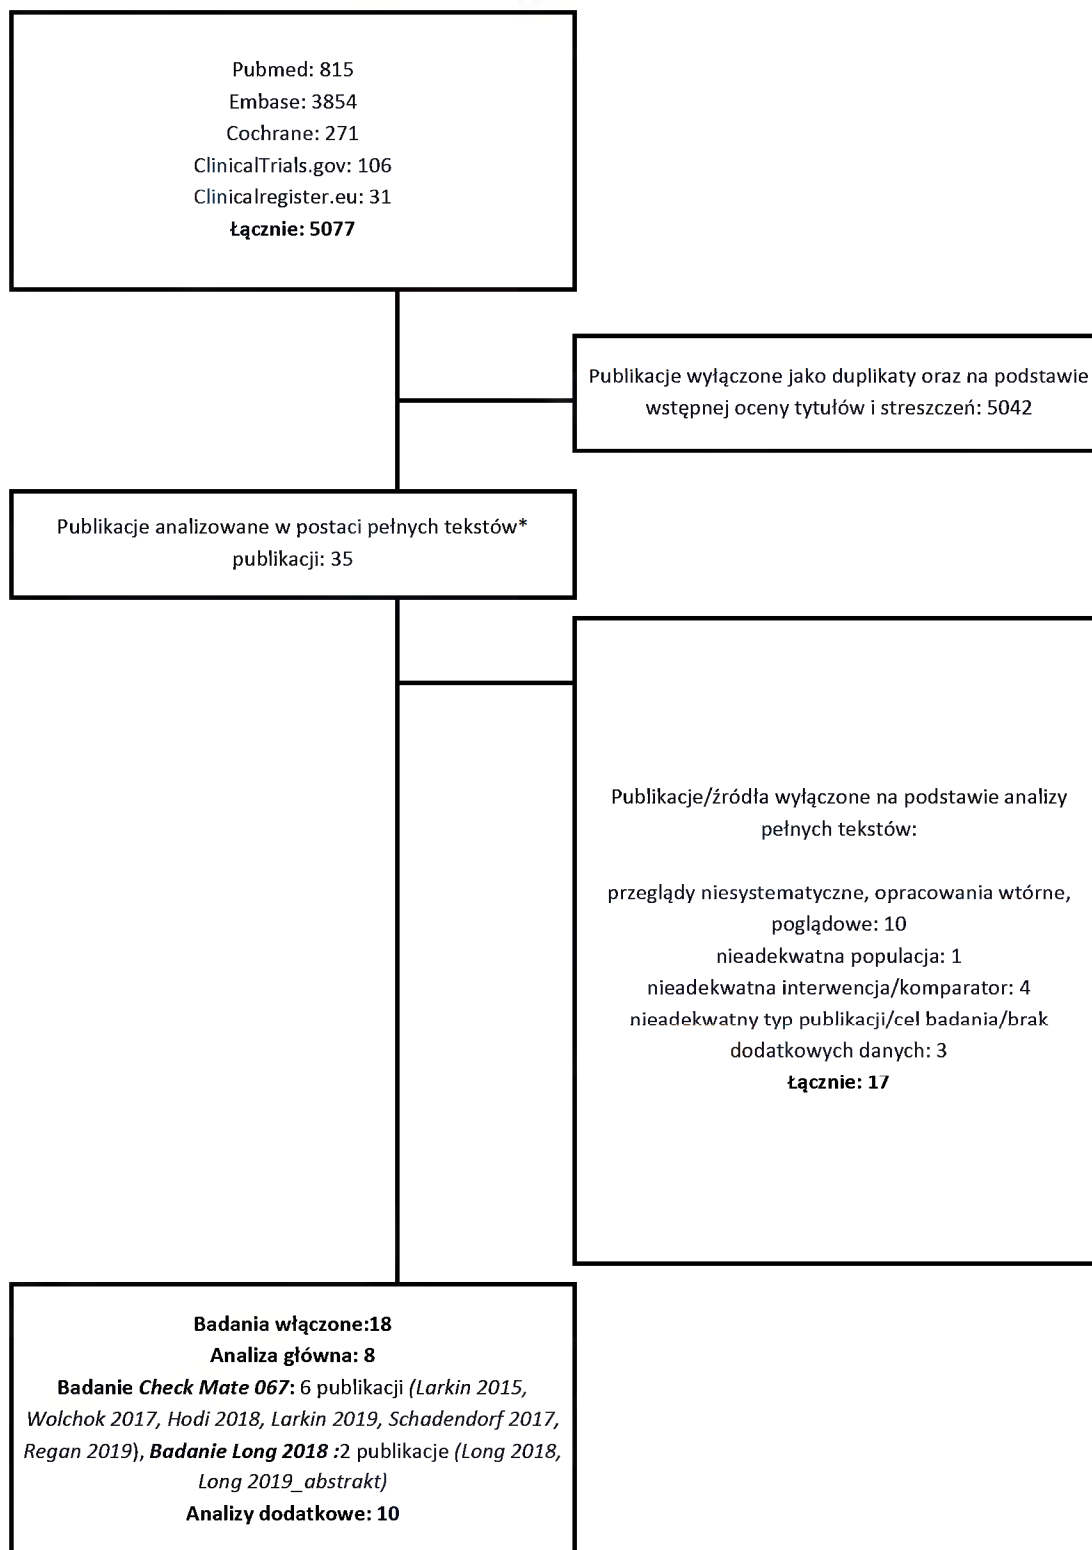 Pubmed: 815
Embase: 3854
Cochrane: 271
ClinicalTrials.gov: 106
Clinicalregister.eu: 31
Łącznie: 5077
Publikacje wyłączone jako duplikaty oraz na podstawie
wstępnej oceny tytułów i streszczeń: 5042
Publikacje analizowane w postaci pełnych tekstów*
publikacji: 35
Publikacje/źródła wyłączone na podstawie analizy
pełnych tekstów:
przeglądy niesystematyczne, opracowania wtórne,
poglądowe: 10
nieadekwatna populacja: 1
nieadekwatna interwencja/komparator: 4
nieadekwatny typ publikacji/cel badania/brak
dodatkowych danych: 3
Łącznie: 17
Badania włączone:18
Analiza główna: 8
Badanie Check Mate 067: 6 publikacji (Larkin 2015,
Wolchok 2017, Hodi 2018, Larkin 2019, Schadendorf 2017,
Regan 2019), Badanie Long 2018 :2 publikacje (Long 2018,
Long 2019_abstrakt)
Analizy dodatkowe: 10